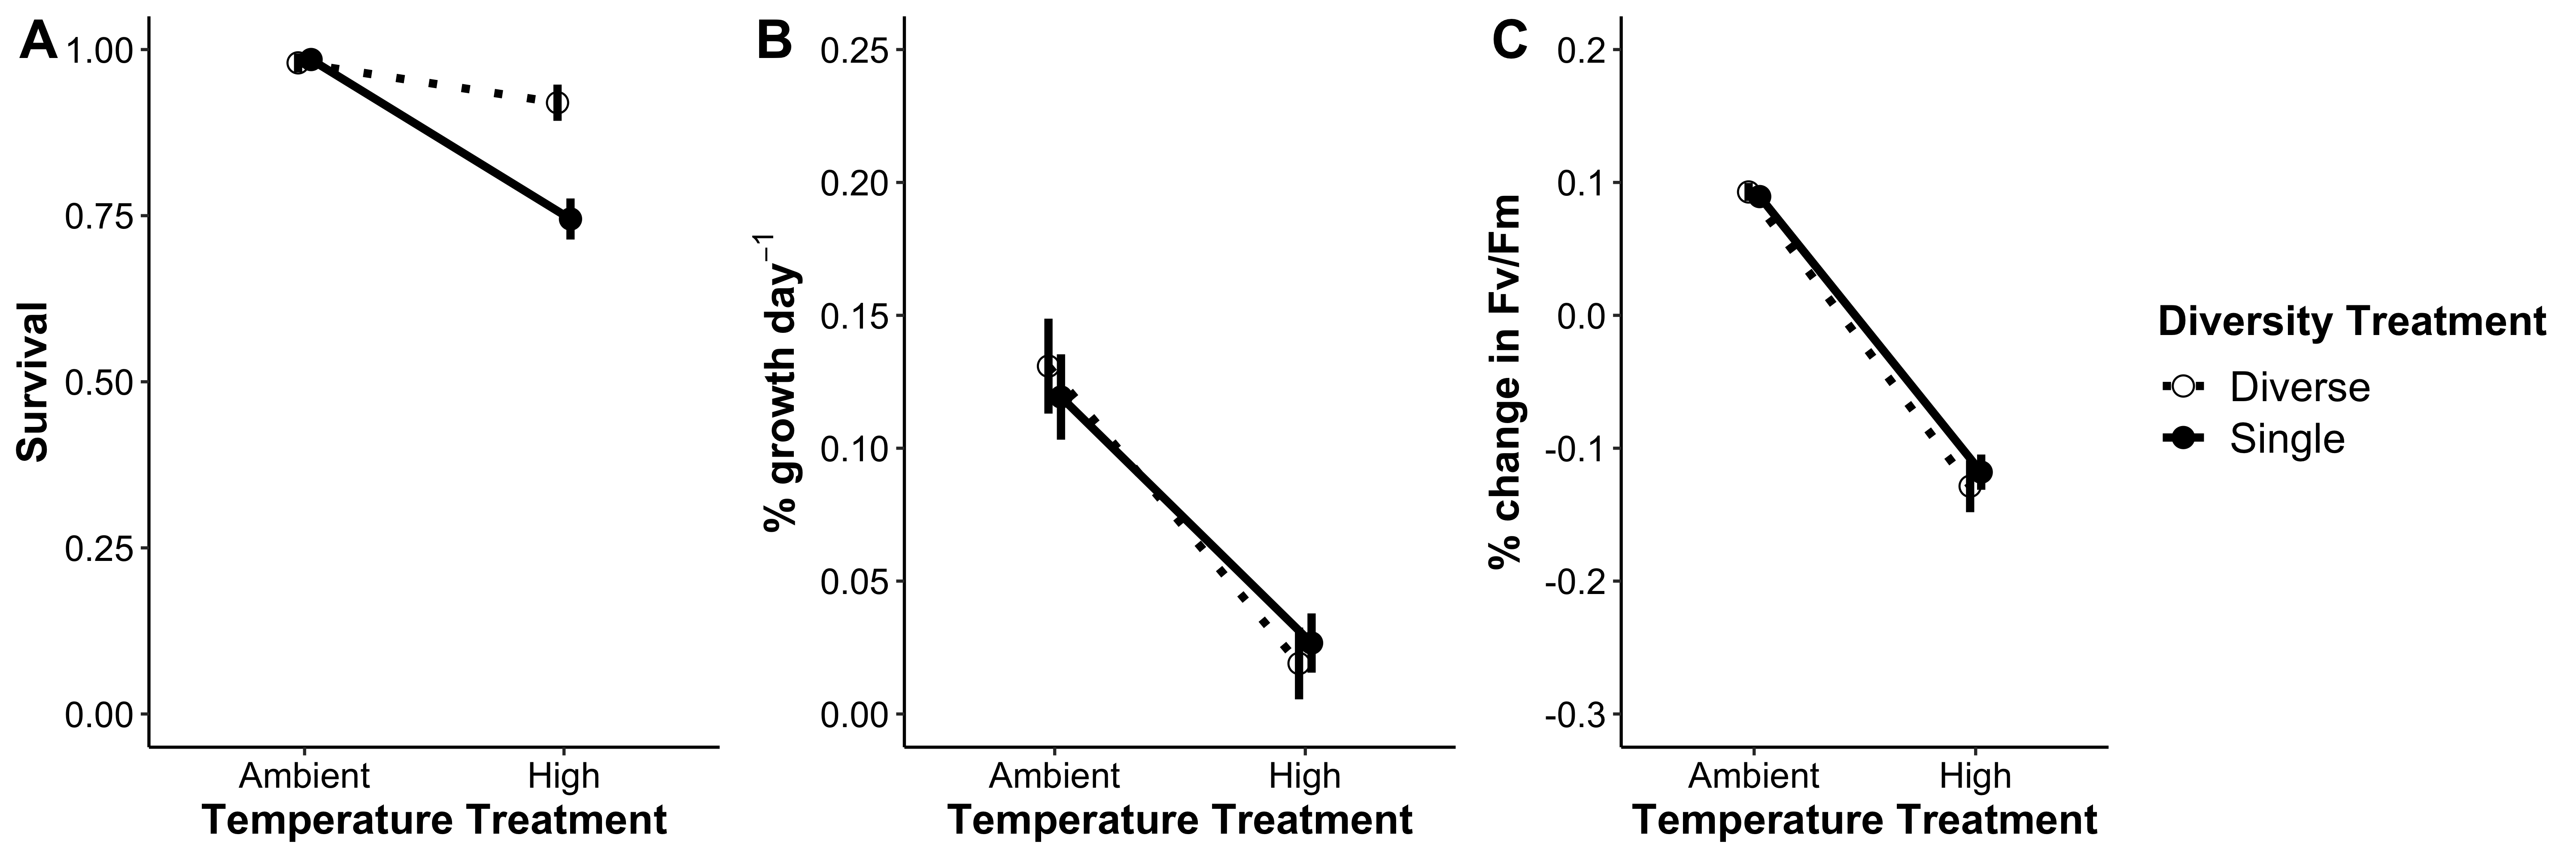 A
1.00
0.75
0.50
0.25
0.00
Survival
Ambient High
Temperature Treatment
B
0.25
0.20
0.15
0.10
0.05
0.00
% growth day⁻¹
Ambient High
Temperature Treatment
C
0.2
0.1
0.0
-0.1
-0.2
-0.3
% change in Fv/Fm
Ambient High
Temperature Treatment
Diversity Treatment
Diverse
Single